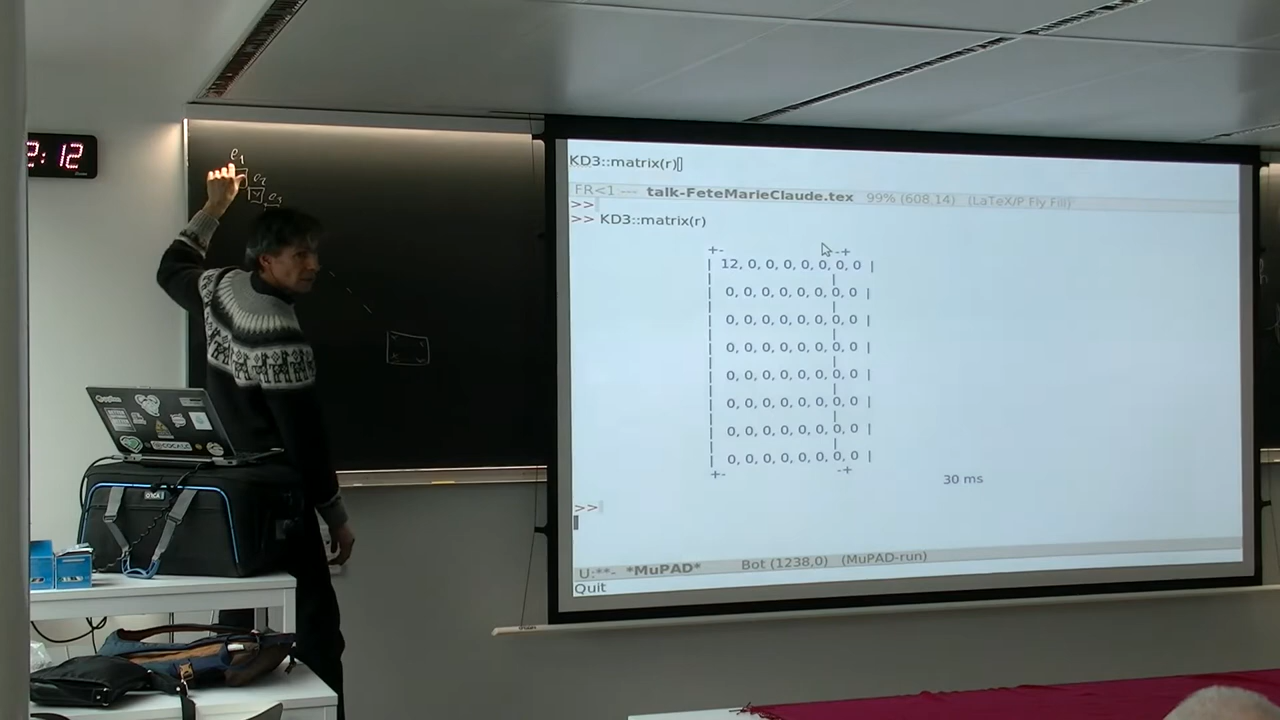 2:12
e1
e2
e3
KD3::matrix(r)[]
FR<1 --- talk-FeteMarieClaude.tex 99% (608,14) (LaTeX/P Fly Fill)
>>
>> KD3::matrix(r)
+- -+
| 12, 0, 0, 0, 0, 0, 0, 0 |
| 0, 0, 0, 0, 0, 0, 0, 0 |
| 0, 0, 0, 0, 0, 0, 0, 0 |
| 0, 0, 0, 0, 0, 0, 0, 0 |
| 0, 0, 0, 0, 0, 0, 0, 0 |
| 0, 0, 0, 0, 0, 0, 0, 0 |
| 0, 0, 0, 0, 0, 0, 0, 0 |
| 0, 0, 0, 0, 0, 0, 0, 0 |
+- -+
30 ms
>>
U:**- *MuPAD* Bot (1238,0) (MuPAD-run)
Quit